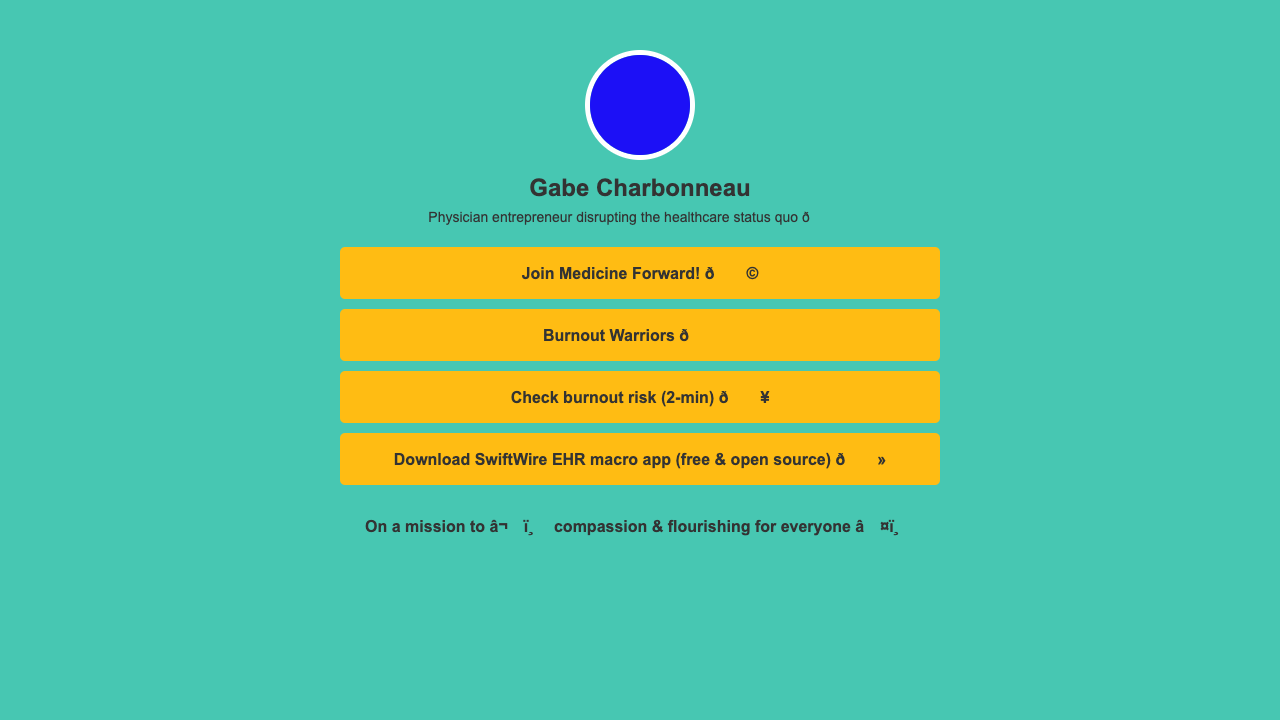 Gabe Charbonneau
Physician entrepreneur disrupting the healthcare status quo ð
Join Medicine Forward! ð ©
Burnout Warriors ð
Check burnout risk (2-min) ð ¥
Download SwiftWire EHR macro app (free & open source) ð »
On a mission to â¬ ï¸ compassion & flourishing for everyone â ¤ï¸